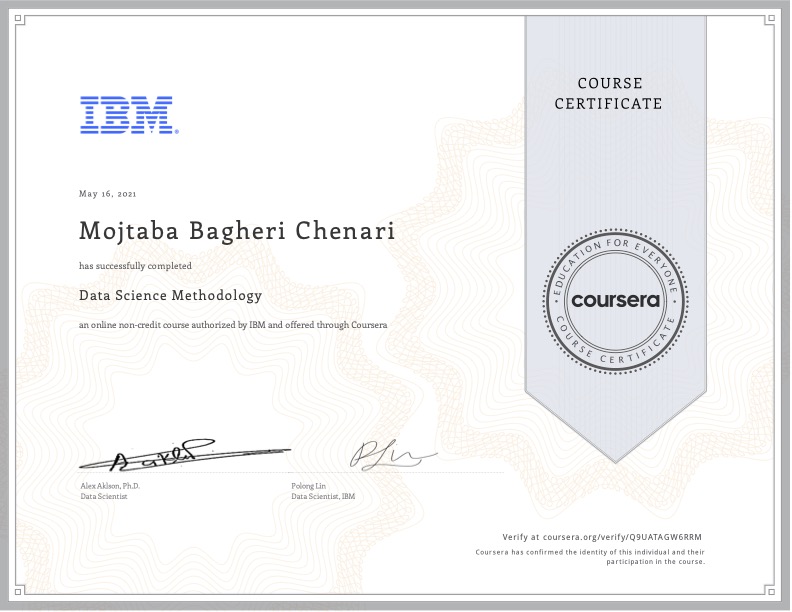 COURSE
CERTIFICATE
IBM®
May 16, 2021
Mojtaba Bagheri Chenari
has successfully completed
Data Science Methodology
an online non-credit course authorized by IBM and offered through Coursera
EDUCATION FOR EVERYONE
coursera
COURSE CERTIFICATE
Alex Aklson, Ph.D.
Data Scientist
Polong Lin
Data Scientist, IBM
Verify at coursera.org/verify/Q9UATAGW6RRM
Coursera has confirmed the identity of this individual and their
participation in the course.